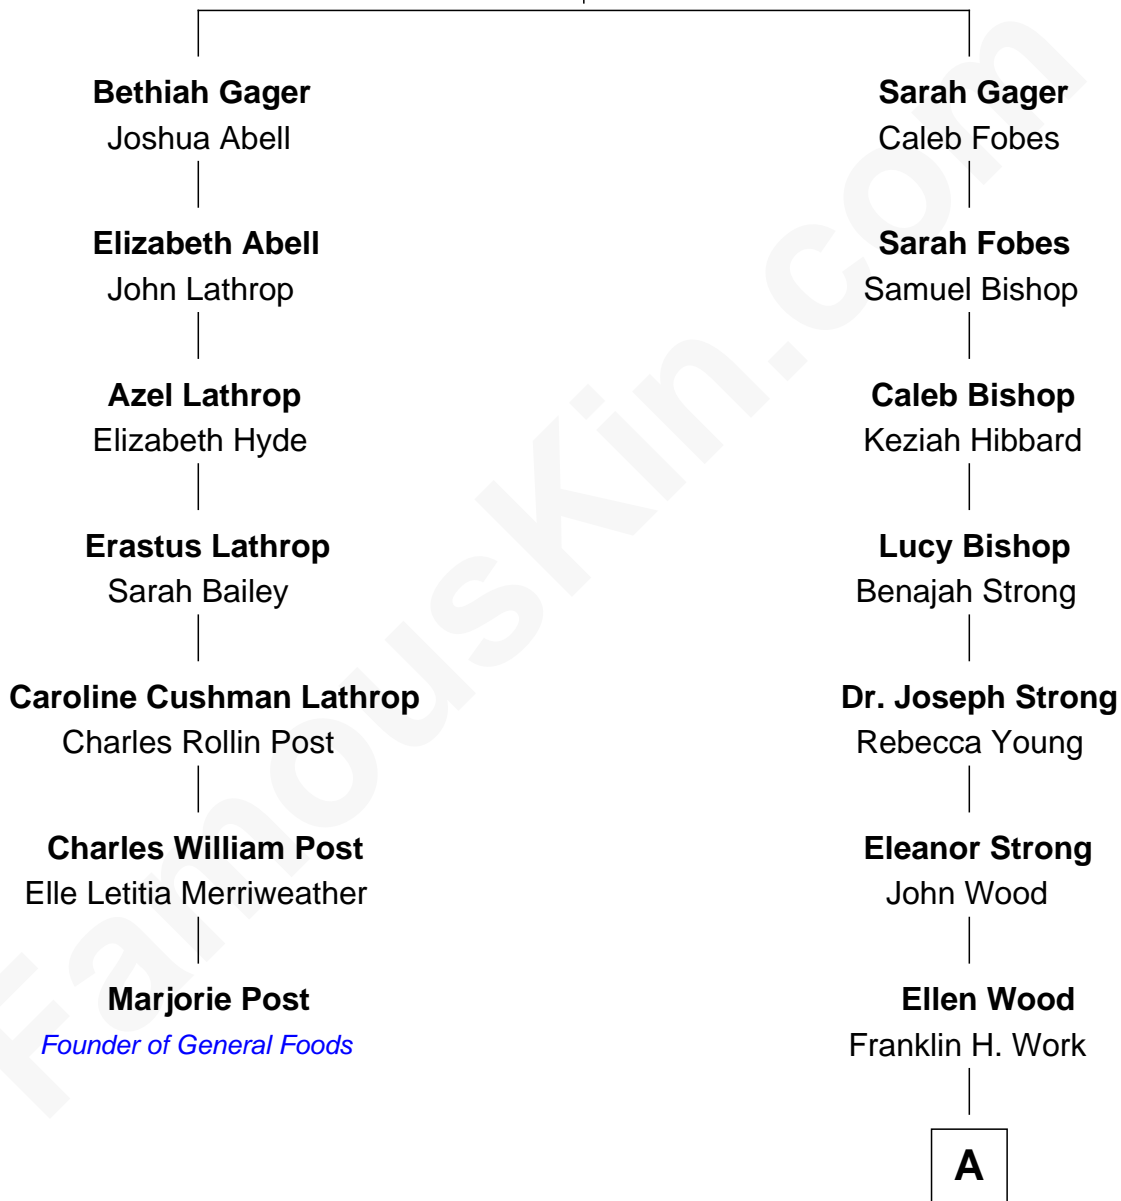 Bethiah Gager
Joshua Abell
Elizabeth Abell
John Lathrop
Azel Lathrop
Elizabeth Hyde
Erastus Lathrop
Sarah Bailey
Caroline Cushman Lathrop
Charles Rollin Post
Charles William Post
Elle Letitia Merriweather
Marjorie Post
Founder of General Foods
Sarah Gager
Caleb Fobes
Sarah Fobes
Samuel Bishop
Caleb Bishop
Keziah Hibbard
Lucy Bishop
Benajah Strong
Dr. Joseph Strong
Rebecca Young
Eleanor Strong
John Wood
Ellen Wood
Franklin H. Work
A
FamousKin.com